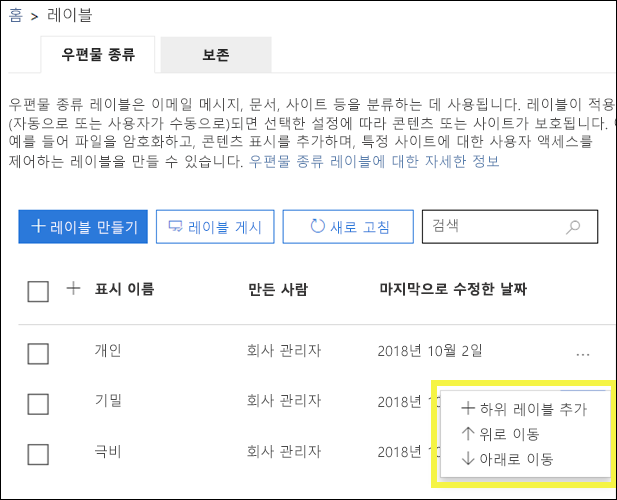 홈 > 레이블
우편물 종류 보존
우편물 종류 레이블은 이메일 메시지, 문서, 사이트 등을 분류하는 데 사용됩니다. 레이블이 적용
(자동으로 또는 사용자가 수동으로)되면 선택한 설정에 따라 콘텐츠 또는 사이트가 보호됩니다.
예를 들어 파일을 암호화하고, 콘텐츠 표시를 추가하며, 특정 사이트에 대한 사용자 액세스를
제어하는 레이블을 만들 수 있습니다. 우편물 종류 레이블에 대한 자세한 정보
+ 레이블 만들기 레이블 게시 새로 고침 검색
+ 표시 이름 만든 사람 마지막으로 수정한 날짜
개인 회사 관리자 2018년 10월 2일 ...
기밀 회사 관리자 2018년
극비 회사 관리자 2018년
+ 하위 레이블 추가
↑ 위로 이동
↓ 아래로 이동